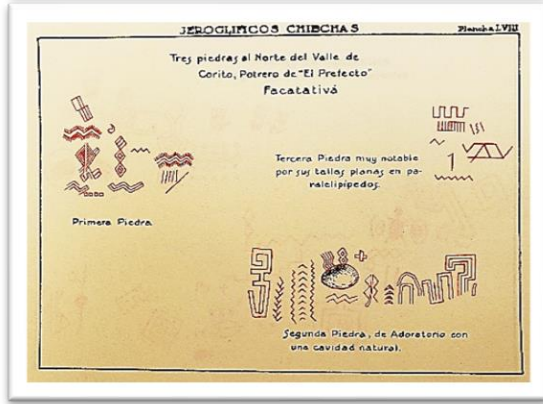 JEROGLIFICOS CHIBCHAS
Plancha LVIII
Tres piedras al Norte del Valle de
Corito, Potrero de "El Prefecto"
Facatativá
Tercera Piedra muy notable
por sus tallas planas en pa-
ralelipípedos.
Primera Piedra
Segunda Piedra, de Adoratorio con
una cavidad natural.